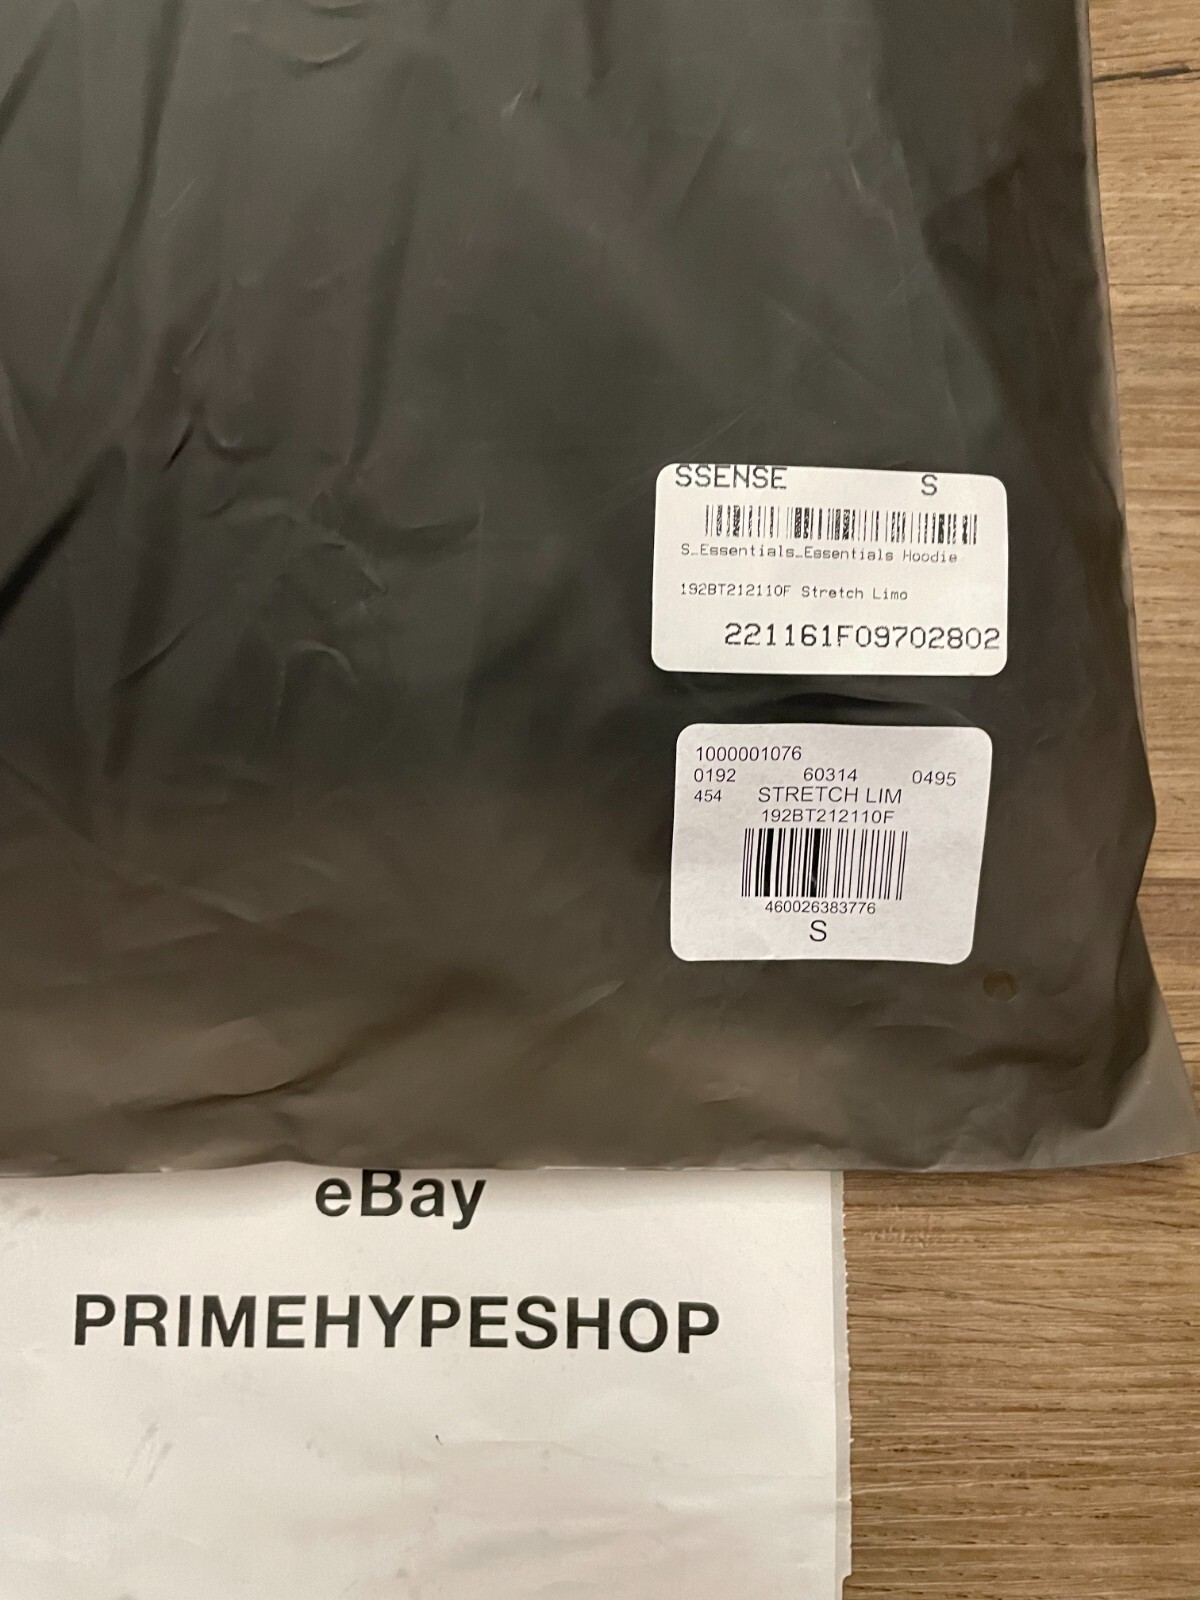 SSENSE S
S_Essentials_Essentials Hoodie
192BT212110F Stretch Limo
221161F09702802
1000001076
0192 60314 0495
454 STRETCH LIM
192BT212110F
460026383776
S
eBay
PRIMEHYPESHOP